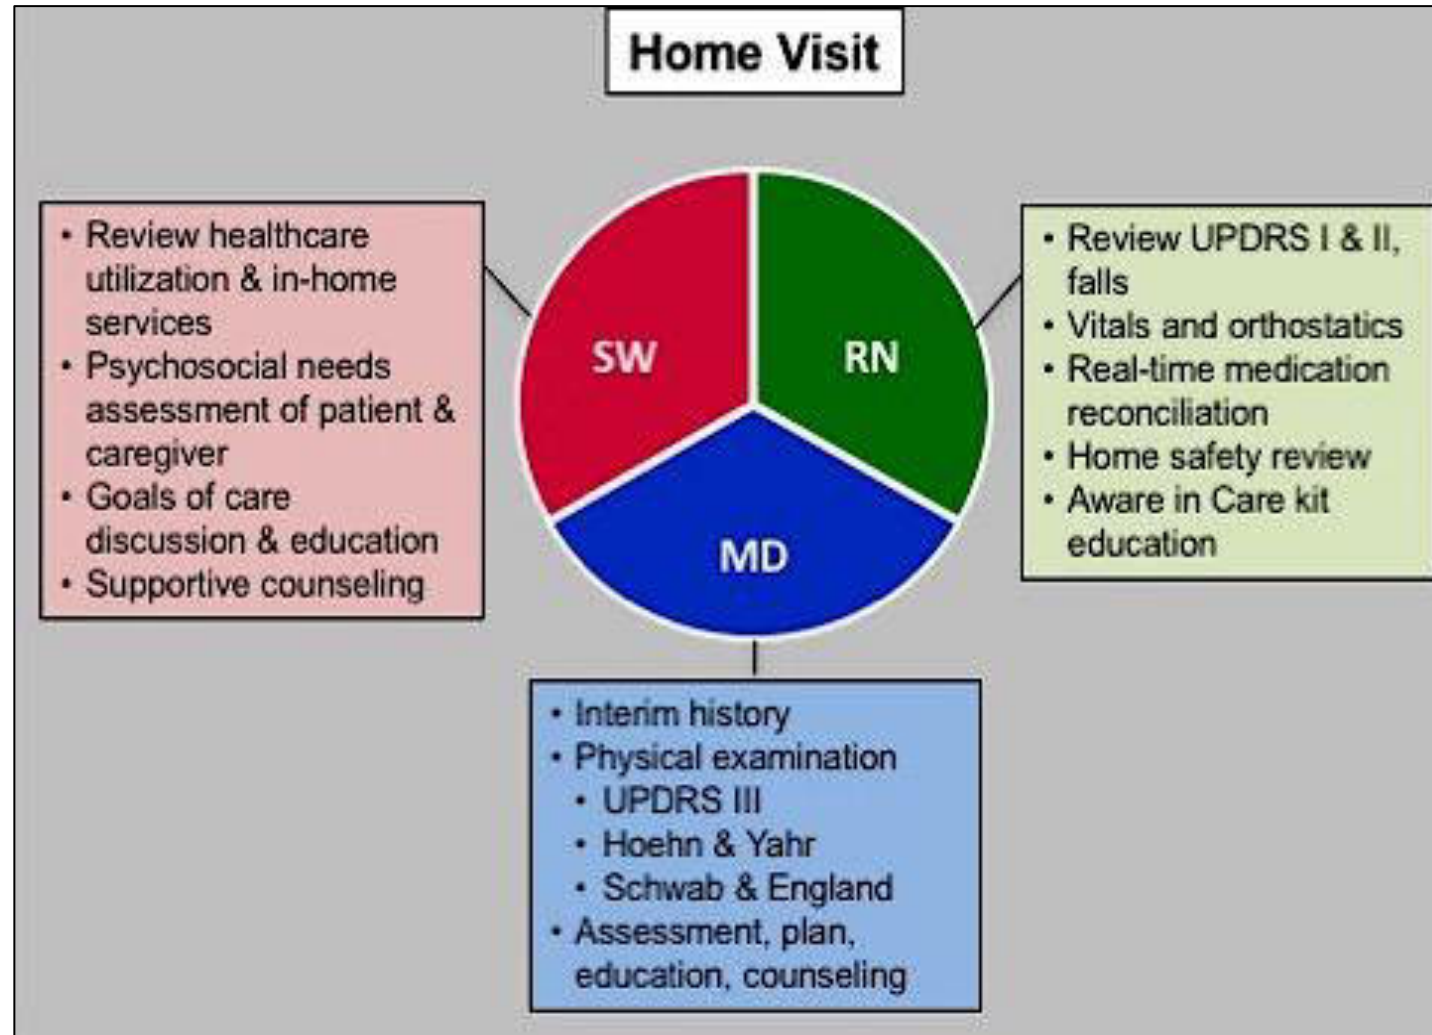 Home Visit
• Review healthcare
utilization & in-home
services
• Psychosocial needs
assessment of patient &
caregiver
• Goals of care
discussion & education
• Supportive counseling
SW
RN
MD
• Review UPDRS I & II,
falls
• Vitals and orthostatics
• Real-time medication
reconciliation
• Home safety review
• Aware in Care kit
education
• Interim history
• Physical examination
• UPDRS III
• Hoehn & Yahr
• Schwab & England
• Assessment, plan,
education, counseling